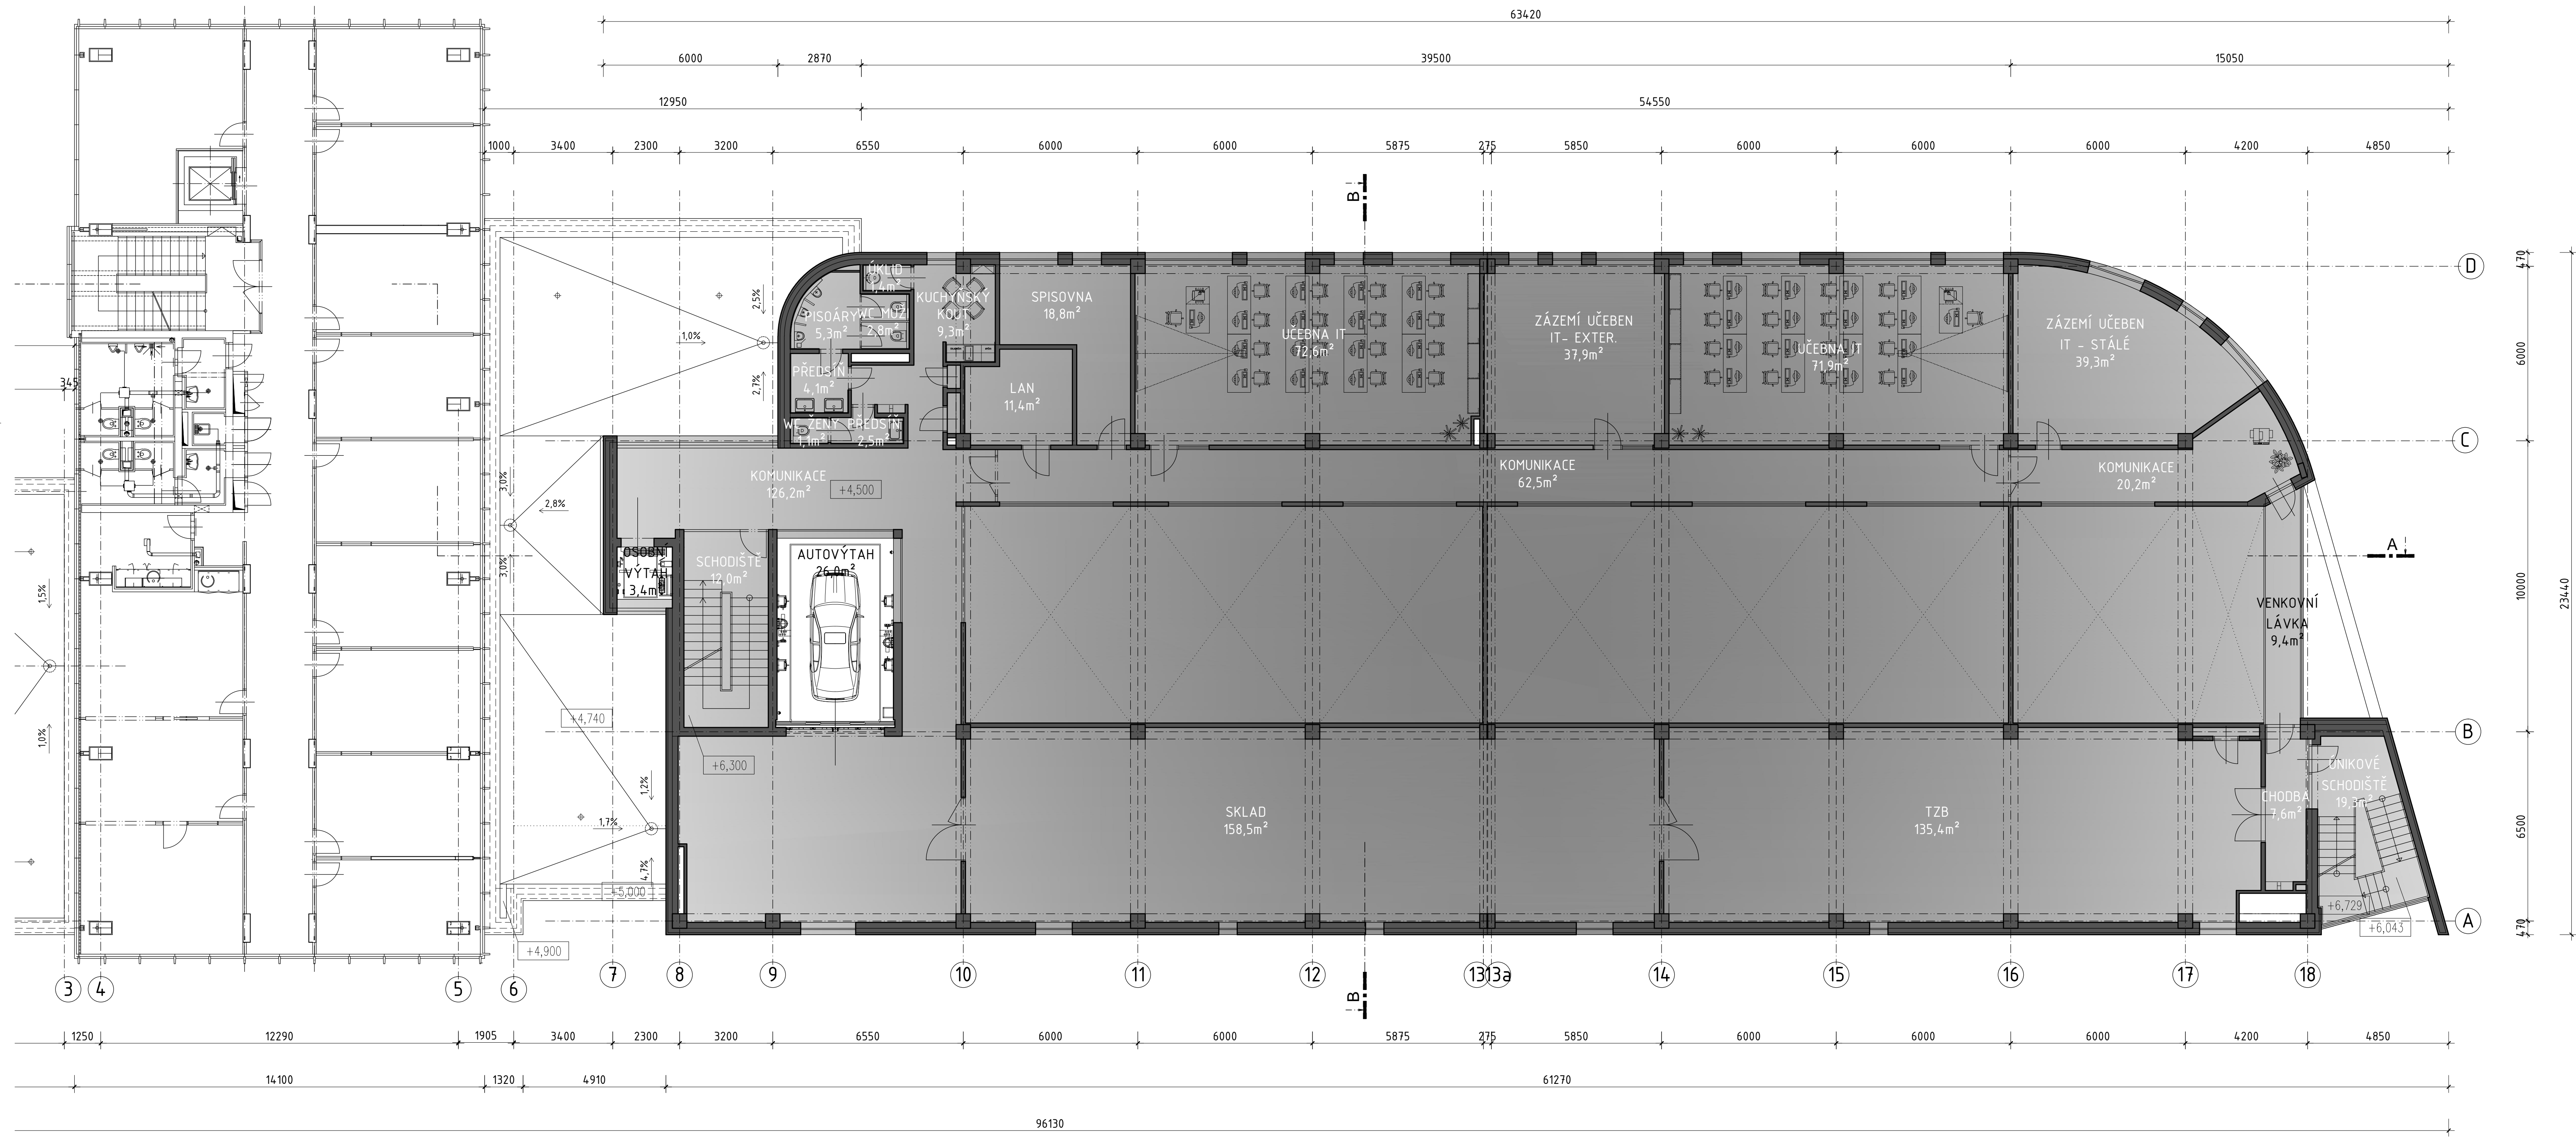 63420
6000 2870 39500 15050
12950 54550
1000 3400 2300 3200 6550 6000 6000 5875 275 5850 6000 6000 6000 4200 4850
B
D
C
B
A
470
6000
10000
6500
470
23440
345
2,5%
1,0%
2,7%
3,0%
2,8%
3,0%
1,5%
1,0%
1,2%
1,7%
4,7%
ÚKLID
1,4m²
PISOÁRY
5,3m²
WC MUŽI
2,8m²
KUCHYŇSKÝ
KOUT
9,3m²
SPISOVNA
18,8m²
PŘEDSÍŇ
4,1m²
LAN
11,4m²
WC ŽENY
1,1m²
PŘEDSÍŇ
2,5m²
UČEBNA IT
72,6m²
ZÁZEMÍ UČEBEN
IT- EXTER.
37,9m²
UČEBNA IT
71,9m²
ZÁZEMÍ UČEBEN
IT - STÁLÉ
39,3m²
KOMUNIKACE
126,2m²
+4,500
KOMUNIKACE
62,5m²
KOMUNIKACE
20,2m²
OSOBNÍ
VÝTAH
3,4m²
SCHODIŠTĚ
12,0m²
AUTOVÝTAH
26,0m²
A
VENKOVNÍ
LÁVKA
9,4m²
+4,740
+6,300
+5,000
+4,900
SKLAD
158,5m²
TZB
135,4m²
CHODBA
7,6m²
ÚNIKOVÉ
SCHODIŠTĚ
19,3m²
+6,729
+6,043
B
3 4 5 6 7 8 9 10 11 12 13 13a 14 15 16 17 18
1250 12290 1905 3400 2300 3200 6550 6000 6000 5875 275 5850 6000 6000 6000 4200 4850
14100 1320 4910 61270
96130